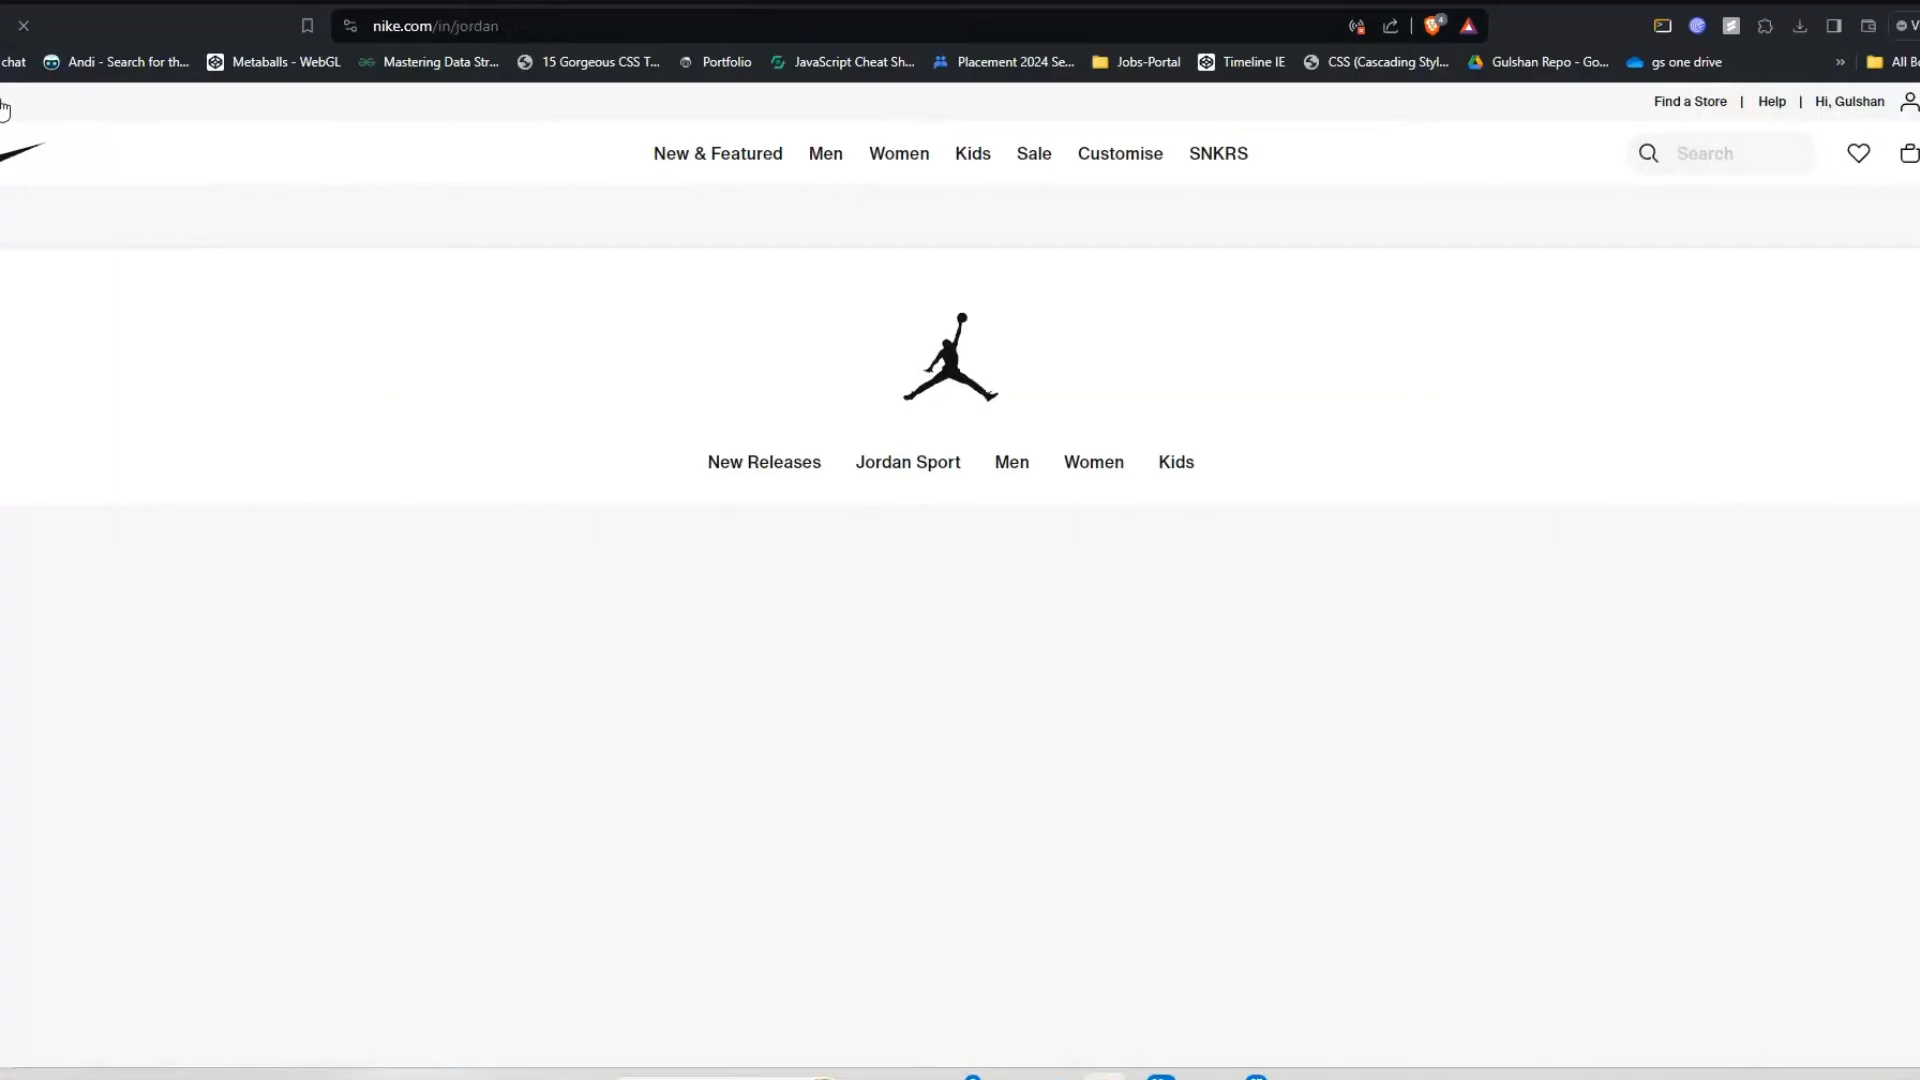 nike.com/in/jordan
4
chat Andi - Search for th... Metaballs - WebGL Mastering Data Str... 15 Gorgeous CSS T... Portfolio JavaScript Cheat Sh... Placement 2024 Se... Jobs-Portal Timeline IE CSS (Cascading Styl... Gulshan Repo - Go... gs one drive » All Bo
Find a Store | Help | Hi, Gulshan
New & Featured Men Women Kids Sale Customise SNKRS Search
New Releases Jordan Sport Men Women Kids